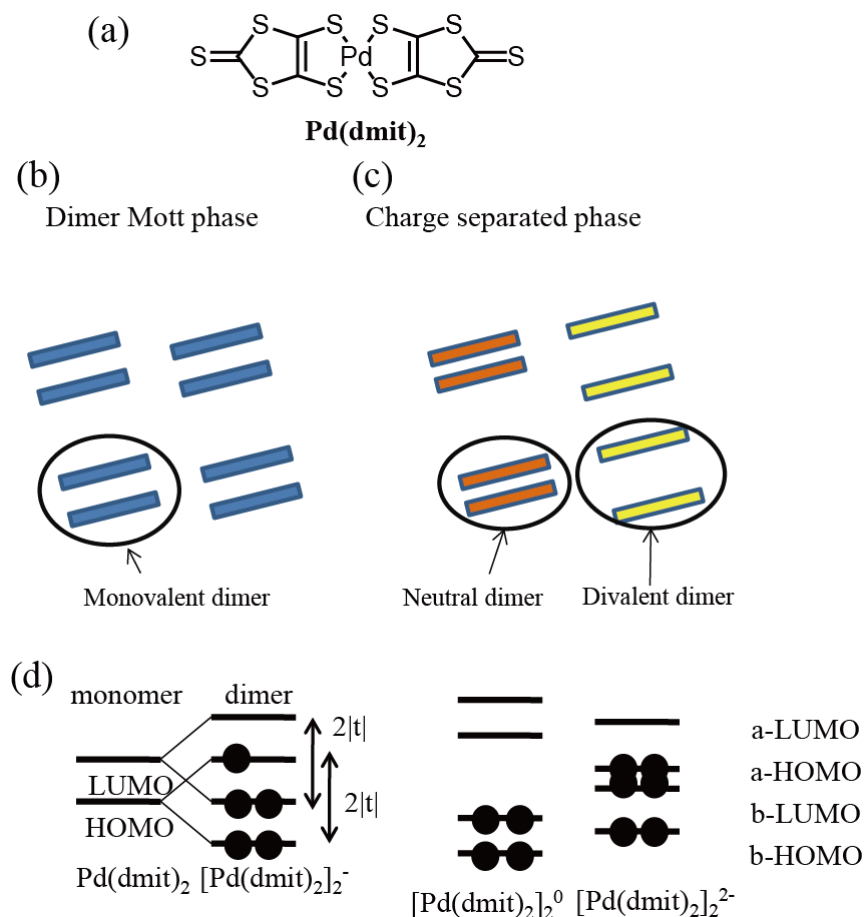 (a)
S S S S S S
Pd
S S S S
Pd(dmit)2
(b) (c)
Dimer Mott phase Charge separated phase
Monovalent dimer Neutral dimer Divalent dimer
(d)
monomer dimer
2|t|
2|t|
LUMO
HOMO
Pd(dmit)2 [Pd(dmit)2]2-
[Pd(dmit)2]20 [Pd(dmit)2]22-
a-LUMO
a-HOMO
b-LUMO
b-HOMO